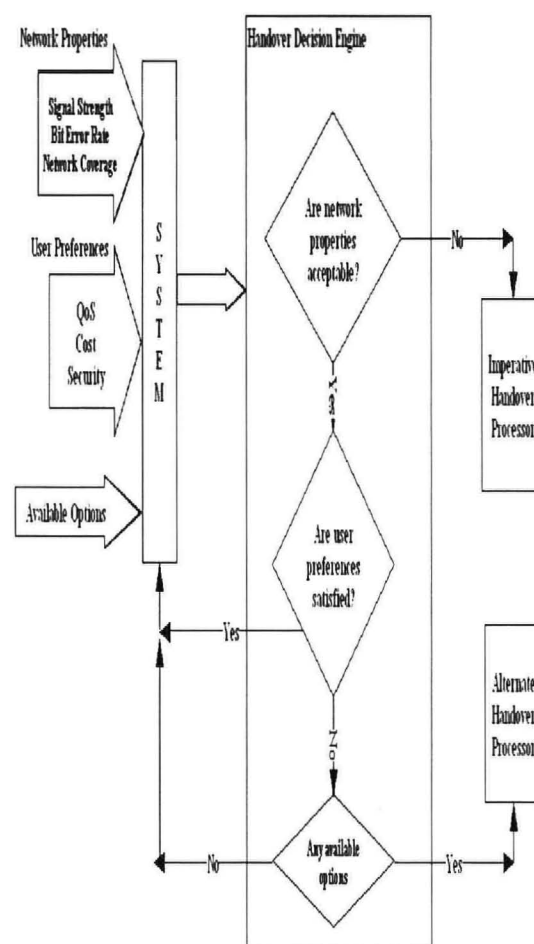 Network Properties
Signal Strength
Bit Error Rate
Network Coverage
User Preferences
QoS
Cost
Security
Available Options
S
Y
S
T
E
M
Handover Decision Engine
Are network
properties
acceptable?
No
Imperative
Handover
Processor
Yes
Are user
preferences
satisfied?
Yes
No
Alternate
Handover
Processor
Any available
options
No
Yes